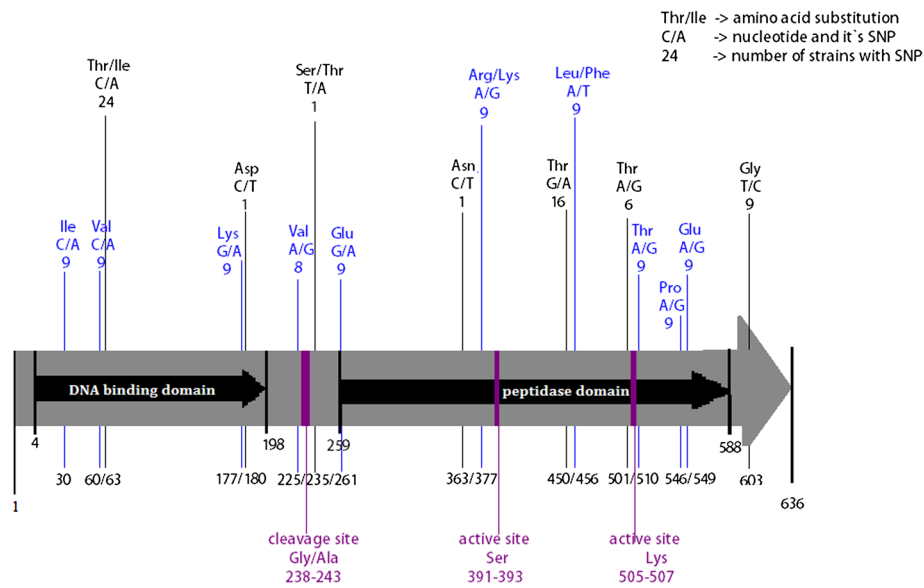 Thr/Ile -> amino acid substitution
C/A -> nucleotide and it`s SNP
24 -> number of strains with SNP
Thr/Ile
C/A
24
Ser/Thr
T/A
1
Arg/Lys
A/G
9
Leu/Phe
A/T
9
Asp
C/T
1
Asn
C/T
1
Thr
G/A
16
Thr
A/G
6
Gly
T/C
9
Ile
C/A
9
Val
C/A
9
Lys
G/A
9
Val
A/G
8
Glu
G/A
9
Thr
A/G
9
Glu
A/G
9
Pro
A/G
9
DNA binding domain
peptidase domain
4
198
259
588
30
60/63
177/180
225/235/261
363/377
450/456
501/510
546/549
603
1
636
cleavage site
Gly/Ala
238-243
active site
Ser
391-393
active site
Lys
505-507